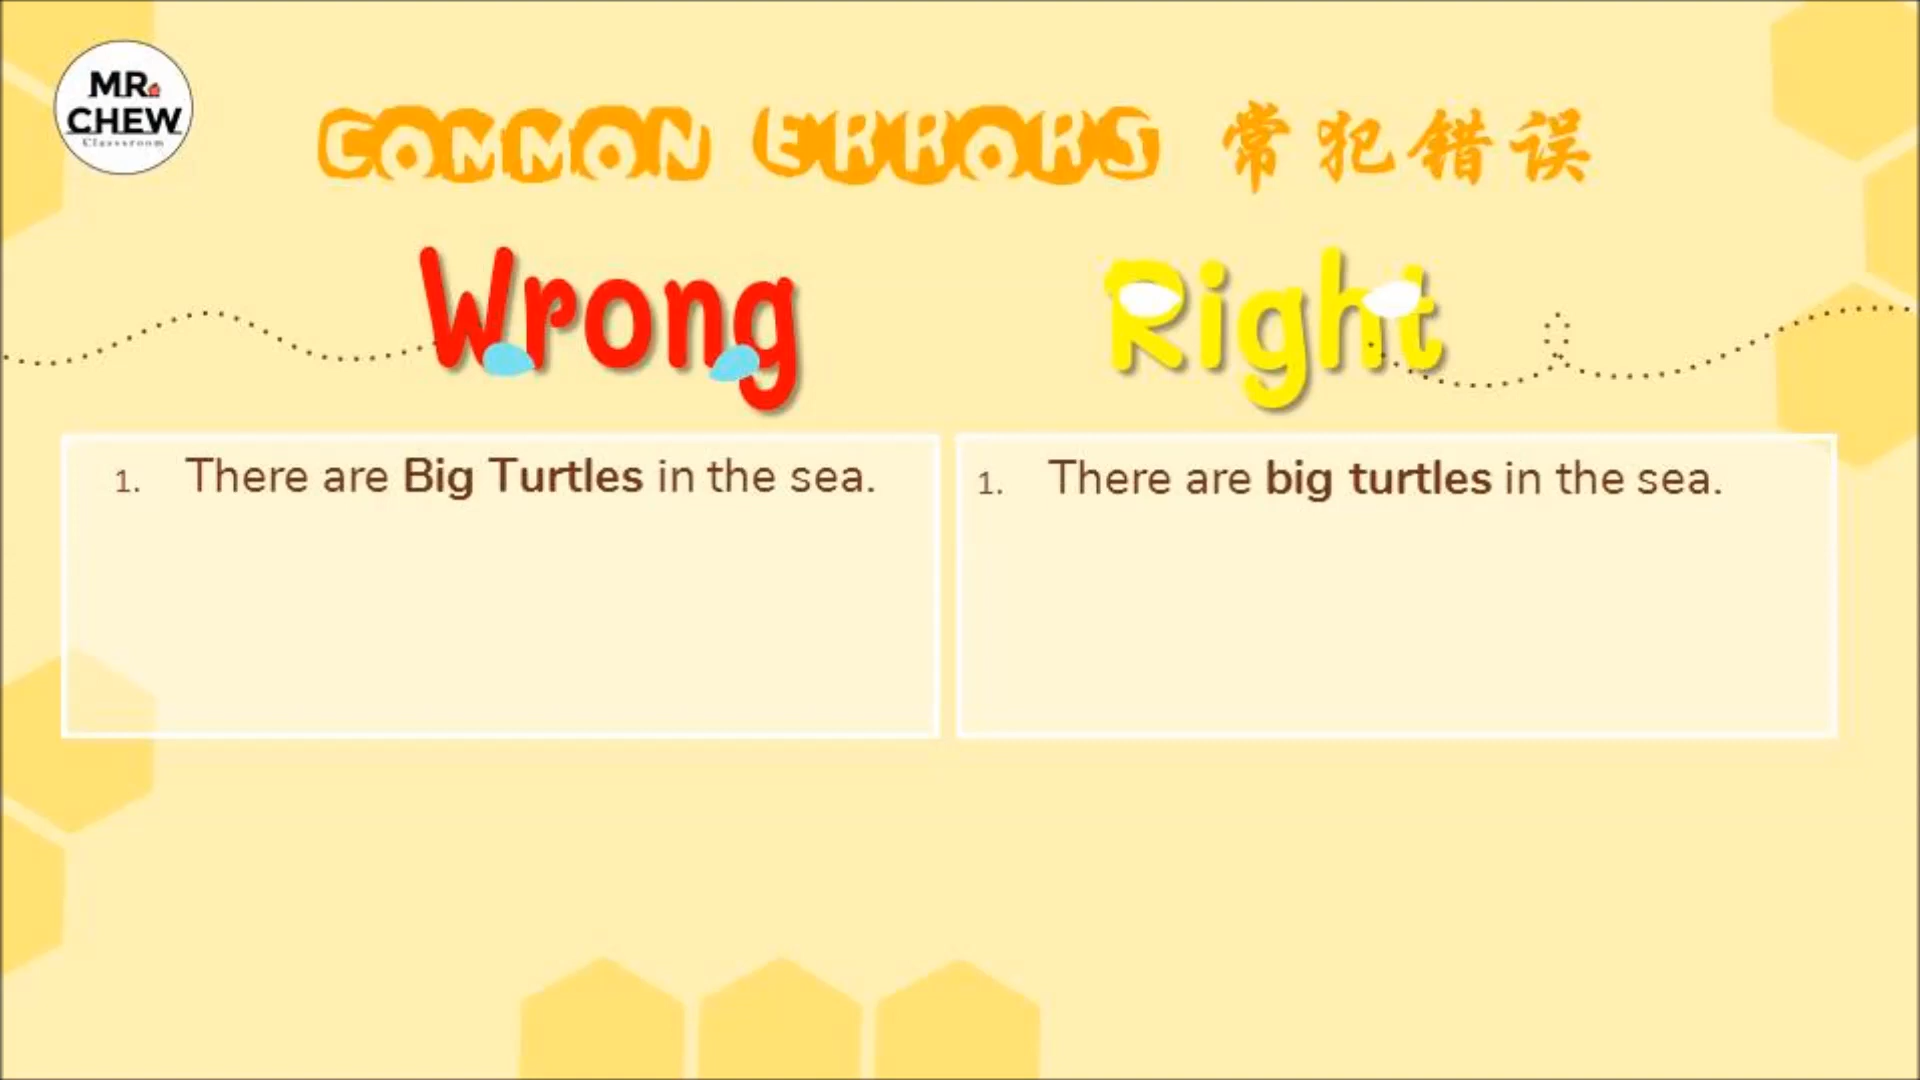 MR.
CHEW
Classroom
COMMON ERRORS 常犯错误
Wrong
Right
1. There are Big Turtles in the sea.
1. There are big turtles in the sea.